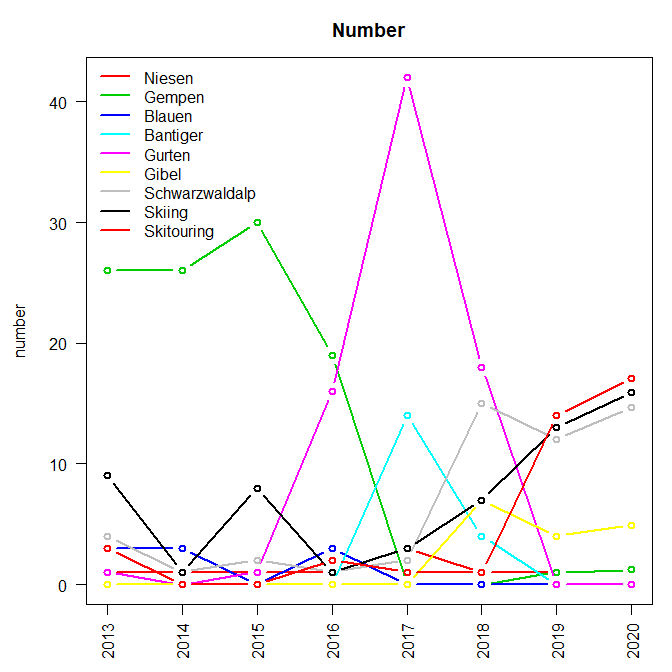 Number
Niesen
Gempen
Blauen
Bantiger
Gurten
Gibel
Schwarzwaldalp
Skiing
Skitouring
number
40
30
20
10
0
2013 2014 2015 2016 2017 2018 2019 2020